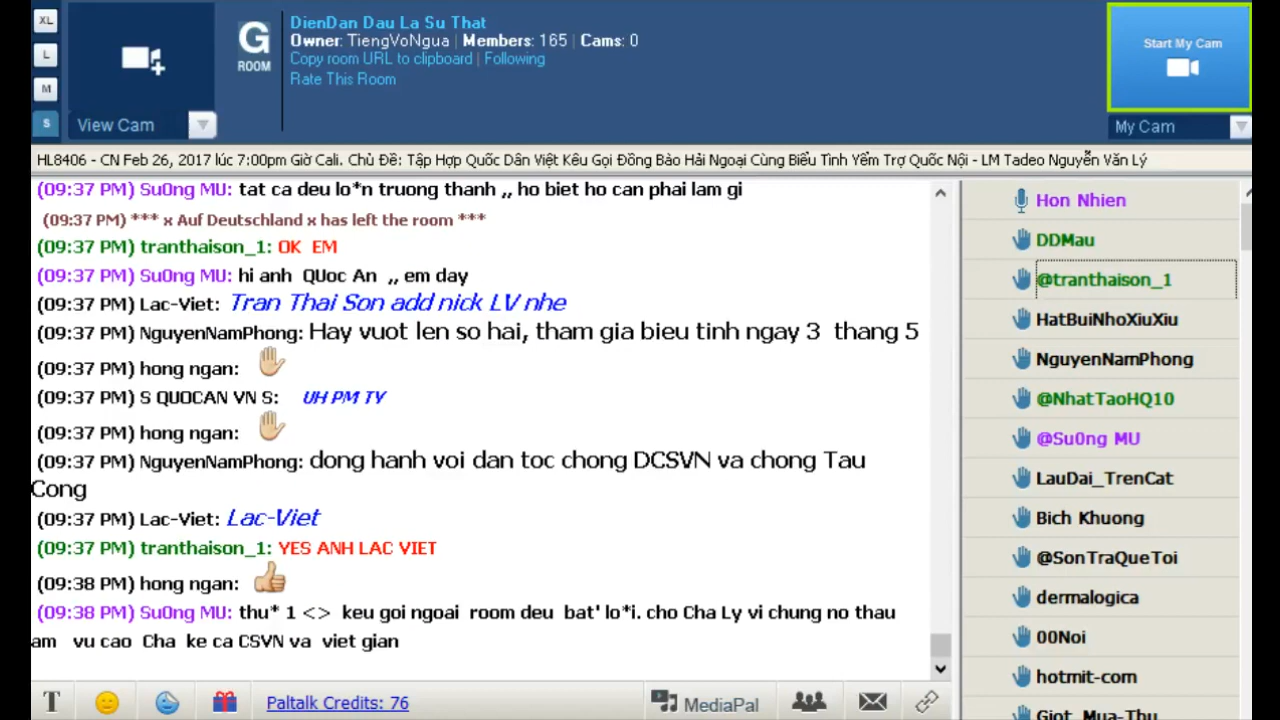 XL
L
M
S
View Cam
G
ROOM
DienDan Dau La Su That
Owner: TiengVoNgua | Members: 165 | Cams: 0
Copy room URL to clipboard | Following
Rate This Room
Start My Cam
My Cam
HL8406 - CN Feb 26, 2017 lúc 7:00pm Giờ Cali. Chủ Đề: Tập Hợp Quốc Dân Việt Kêu Gọi Đồng Bào Hải Ngoại Cùng Biểu Tình Yểm Trợ Quốc Nội - LM Tadeo Nguyễn Văn Lý
(09:37 PM) Su0ng MU: tat ca deu lo*n truong thanh ,, ho biet ho can phai lam gi
(09:37 PM) *** x Auf Deutschland x has left the room ***
(09:37 PM) tranthaison_1: OK EM
(09:37 PM) Su0ng MU: hi anh QUoc An ,, em day
(09:37 PM) Lac-Viet: Tran Thai Son add nick LV nhe
(09:37 PM) NguyenNamPhong: Hay vuot len so hai, tham gia bieu tinh ngay 3 thang 5
(09:37 PM) hong ngan:
(09:37 PM) S QUOCAN VN S: UH PM TY
(09:37 PM) hong ngan:
(09:37 PM) NguyenNamPhong: dong hanh voi dan toc chong DCSVN va chong Tau
Cong
(09:37 PM) Lac-Viet: Lac-Viet
(09:37 PM) tranthaison_1: YES ANH LAC VIET
(09:38 PM) hong ngan:
(09:38 PM) Su0ng MU: thu* 1 <> keu goi ngoai room deu bat' lo*i. cho Cha Ly vi chung no thau
am vu cao Cha ke ca CSVN va viet gian
Hon Nhien
DDMau
@tranthaison_1
HatBuiNhoXiuXiu
NguyenNamPhong
@NhatTaoHQ10
@Su0ng MU
LauDai_TrenCat
Bich Khuong
@SonTraQueToi
dermalogica
00Noi
hotmit-com
Giot_Mua-Thu
T
Paltalk Credits: 76
MediaPal